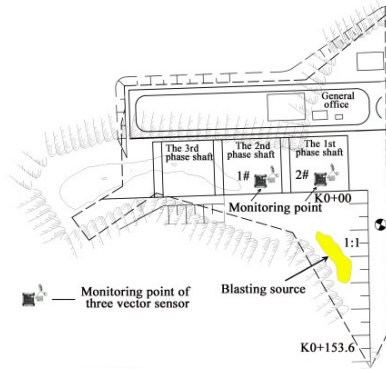 General
office
The 3rd
phase shaft
The 2nd
phase shaft
The 1st
phase shaft
1#
2#
K0+00
Monitoring point
1:1
Blasting source
Monitoring point of
three vector sensor
K0+153.6